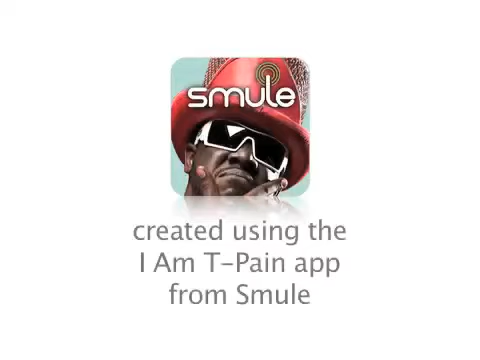 smule
created using the
I Am T-Pain app
from Smule